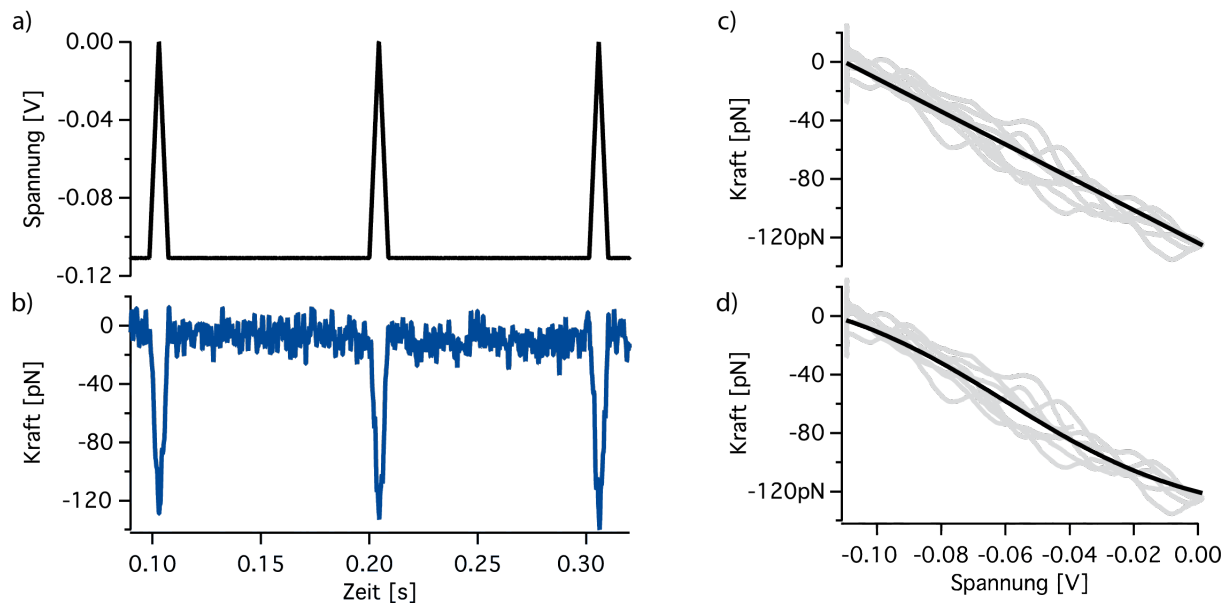 a)
Spannung [V]
0.00
-0.04
-0.08
-0.12
b)
Kraft [pN]
0
-40
-80
-120
0.10 0.15 0.20 0.25 0.30
Zeit [s]
c)
Kraft [pN]
0
-40
-80
-120pN
d)
Kraft [pN]
0
-40
-80
-120pN
-0.10 -0.08 -0.06 -0.04 -0.02 0.00
Spannung [V]